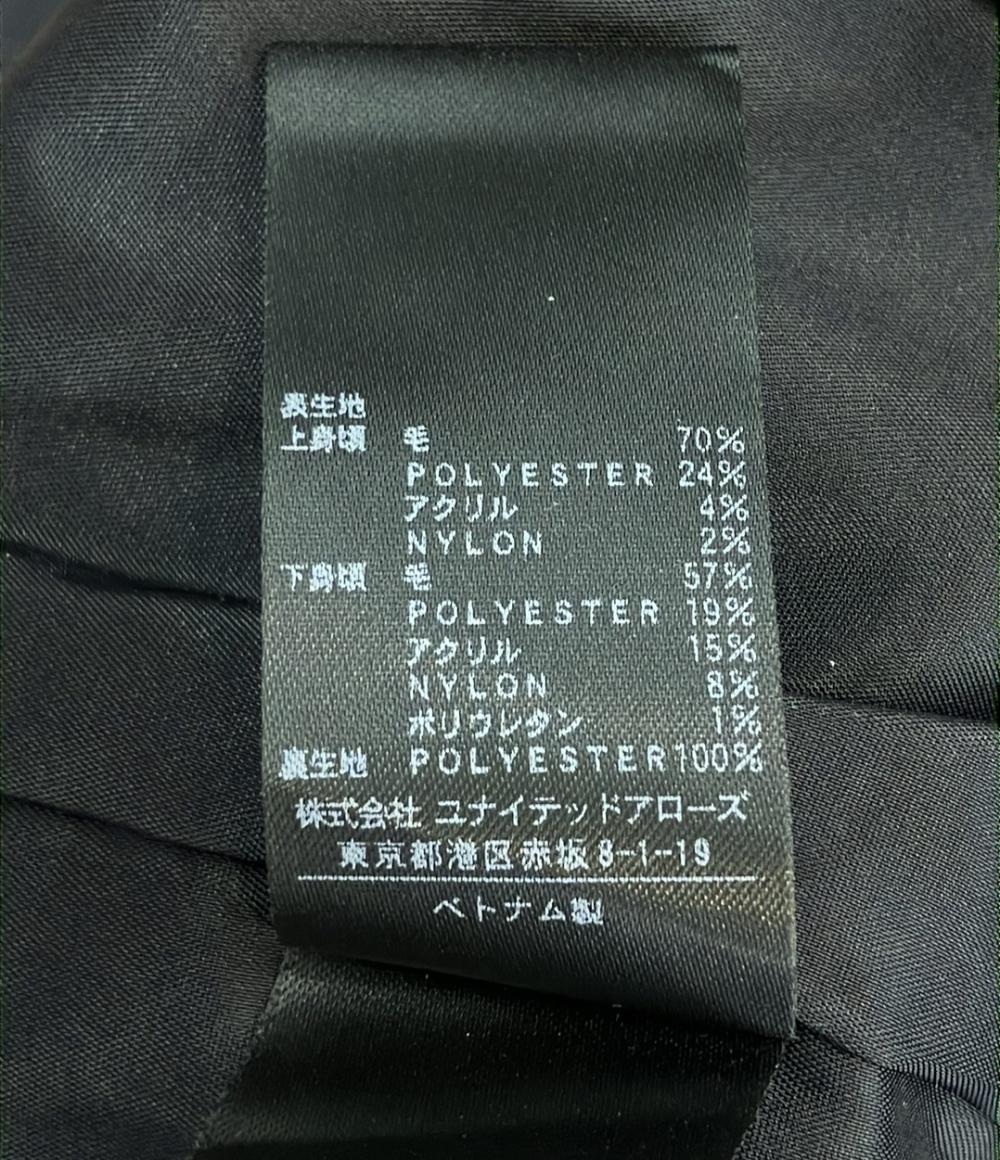 表生地
上身頃 毛 70%
POLYESTER 24%
アクリル 4%
NYLON 2%
下身頃 毛 57%
POLYESTER 19%
アクリル 15%
NYLON 8%
ポリウレタン 1%
裏生地 POLYESTER 100%
株式会社 ユナイテッドアローズ
東京都港区赤坂8-1-19
ベトナム製